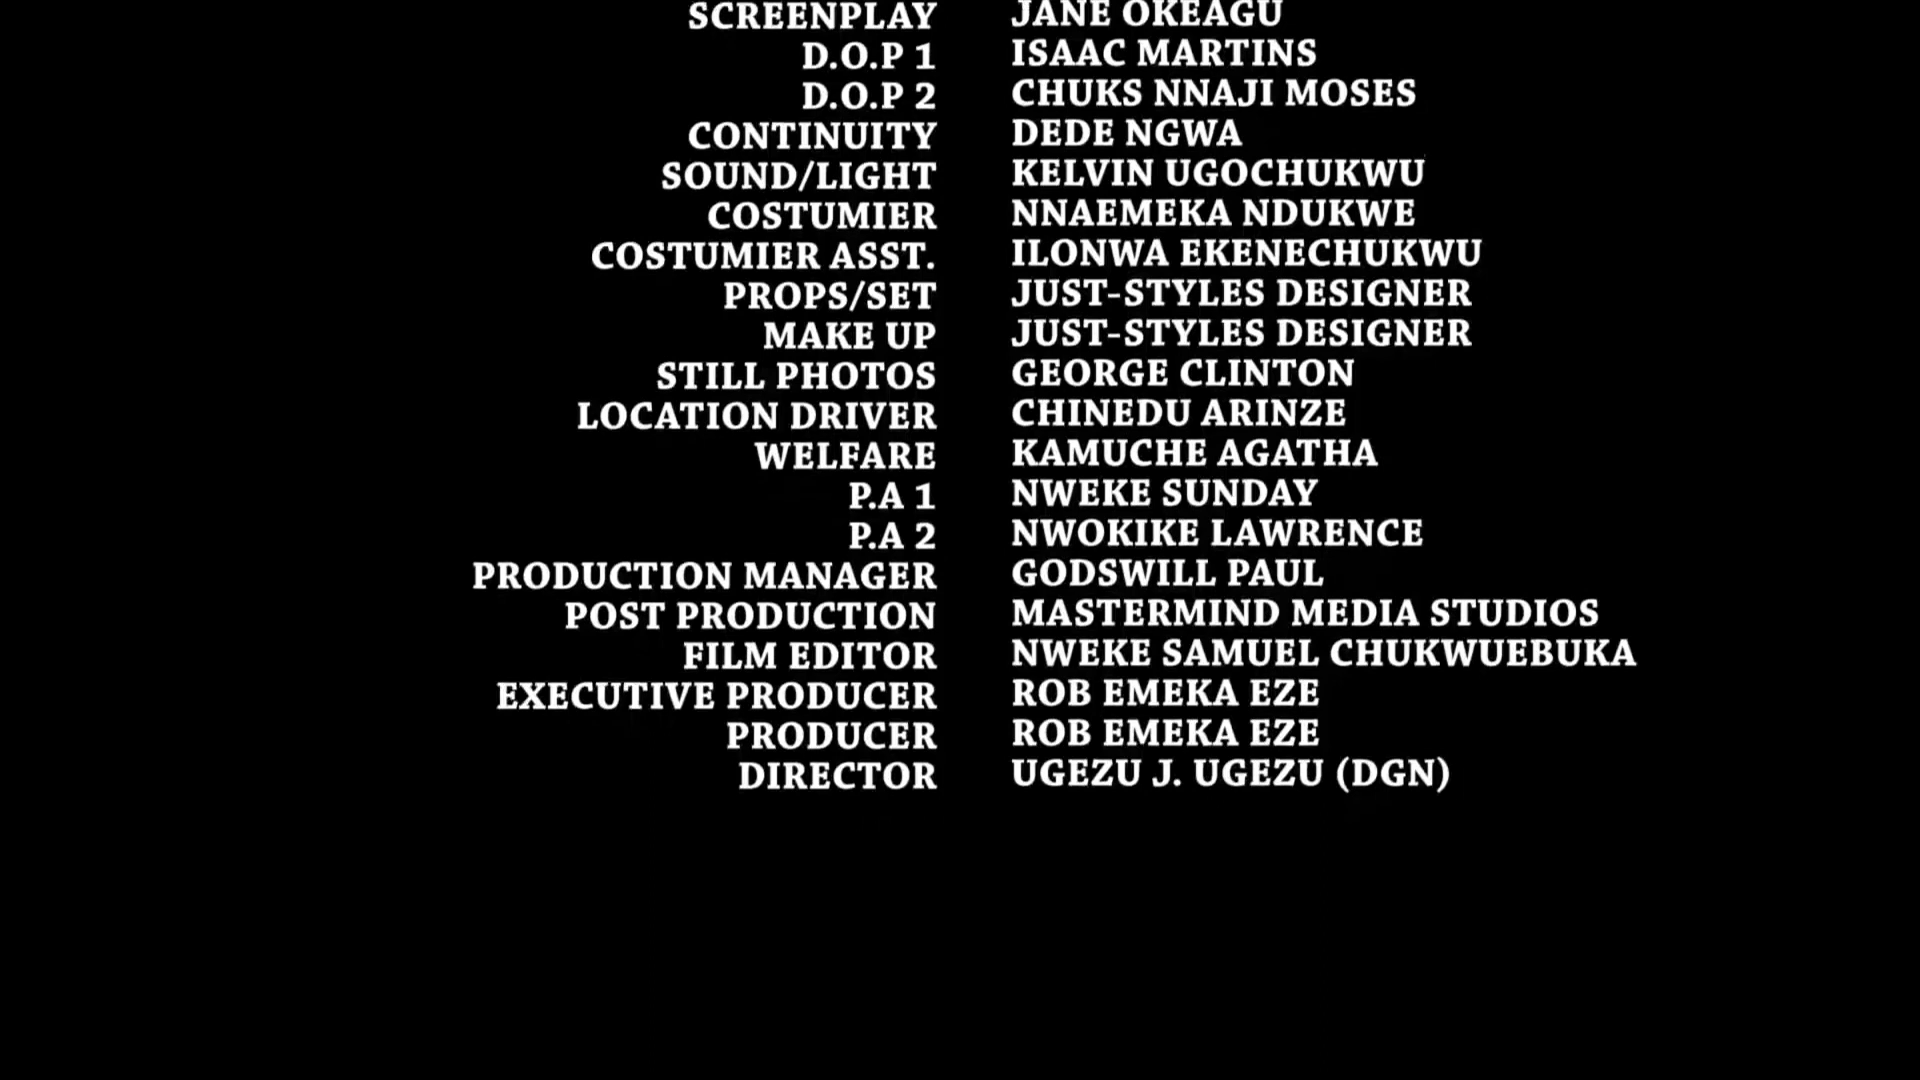 SCREENPLAY JANE OKEAGU
D.O.P 1 ISAAC MARTINS
D.O.P 2 CHUKS NNAJI MOSES
CONTINUITY DEDE NGWA
SOUND/LIGHT KELVIN UGOCHUKWU
COSTUMIER NNAEMEKA NDUKWE
COSTUMIER ASST. ILONWA EKENECHUKWU
PROPS/SET JUST-STYLES DESIGNER
MAKE UP JUST-STYLES DESIGNER
STILL PHOTOS GEORGE CLINTON
LOCATION DRIVER CHINEDU ARINZE
WELFARE KAMUCHE AGATHA
P.A 1 NWEKE SUNDAY
P.A 2 NWOKIKE LAWRENCE
PRODUCTION MANAGER GODSWILL PAUL
POST PRODUCTION MASTERMIND MEDIA STUDIOS
FILM EDITOR NWEKE SAMUEL CHUKWUEBUKA
EXECUTIVE PRODUCER ROB EMEKA EZE
PRODUCER ROB EMEKA EZE
DIRECTOR UGEZU J. UGEZU (DGN)